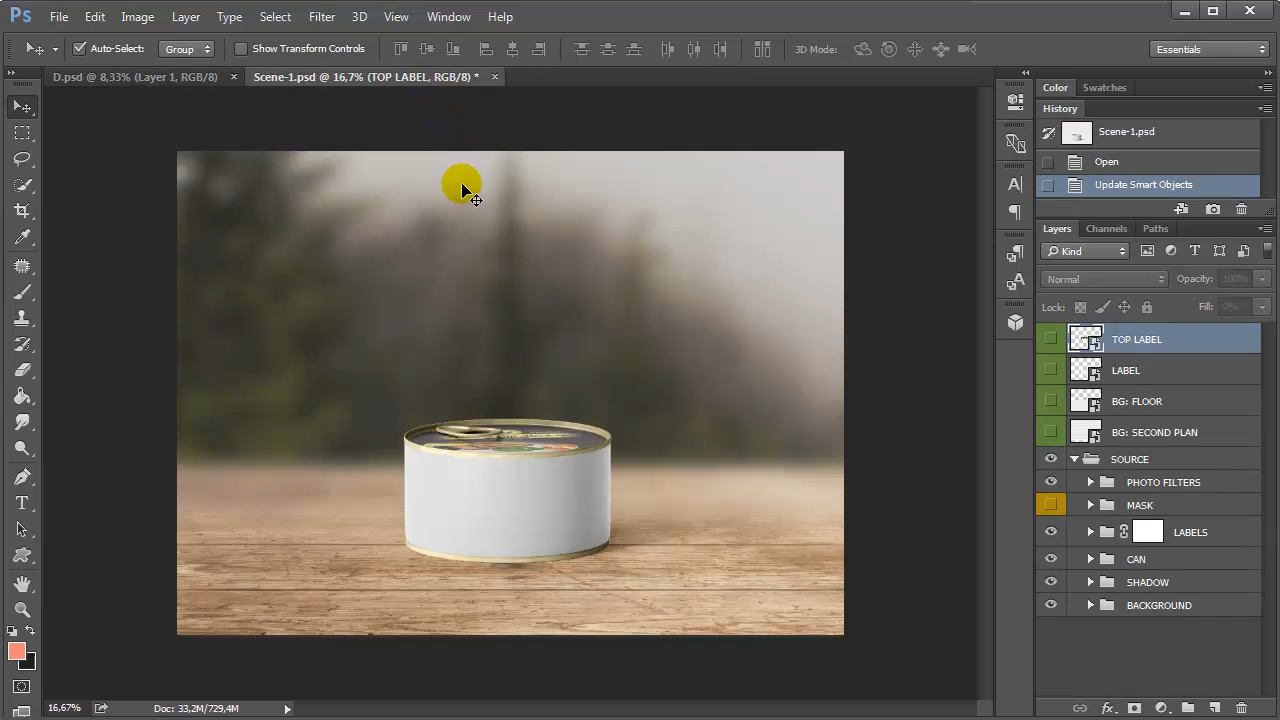 Ps File Edit Image Layer Type Select Filter 3D View Window Help
Auto-Select: Group Show Transform Controls 3D Mode: Essentials
D.psd @ 8,33% (Layer 1, RGB/8) × Scene-1.psd @ 16,7% (TOP LABEL, RGB/8) * ×
Color Swatches
History
Scene-1.psd
Open
Update Smart Objects
Layers Channels Paths
Kind
Normal Opacity: 100%
Lock: Fill: 0%
TOP LABEL
LABEL
BG: FLOOR
BG: SECOND PLAN
SOURCE
PHOTO FILTERS
MASK
LABELS
CAN
SHADOW
BACKGROUND
16,67% Doc: 33,2M/729,4M